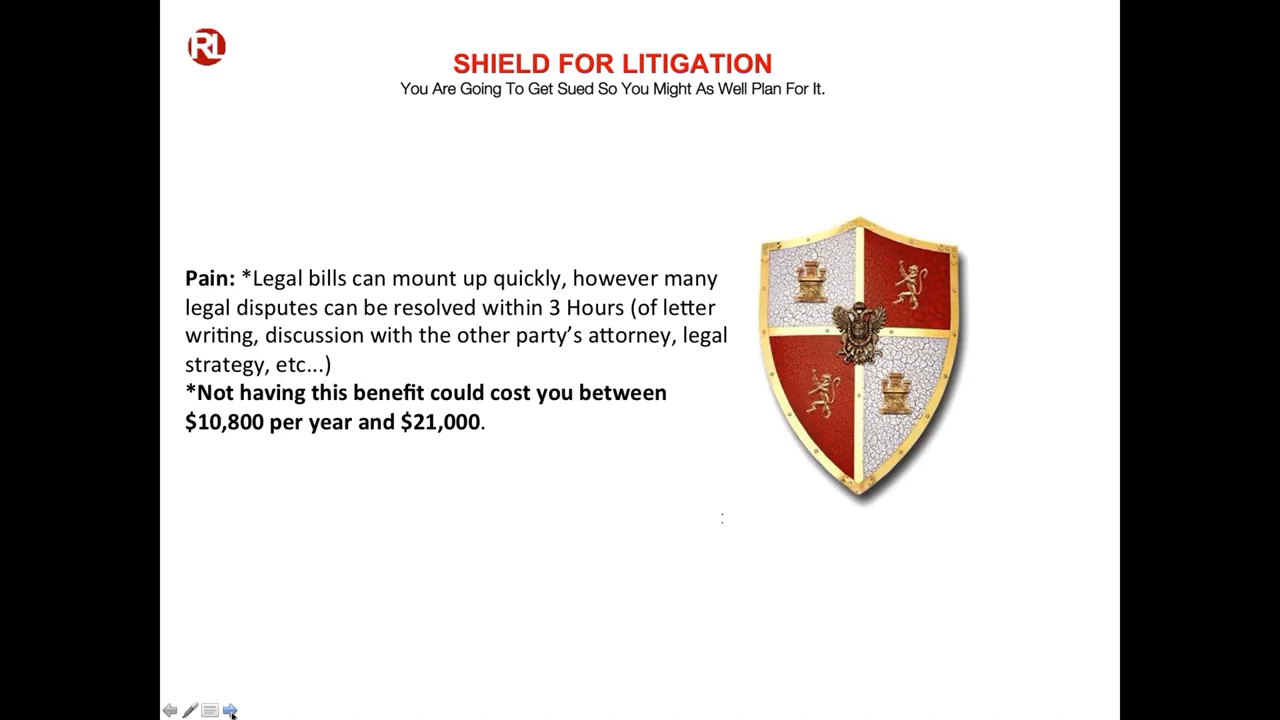 RL
SHIELD FOR LITIGATION
You Are Going To Get Sued So You Might As Well Plan For It.
Pain: *Legal bills can mount up quickly, however many
legal disputes can be resolved within 3 Hours (of letter
writing, discussion with the other party’s attorney, legal
strategy, etc...)
*Not having this benefit could cost you between
$10,800 per year and $21,000.
: